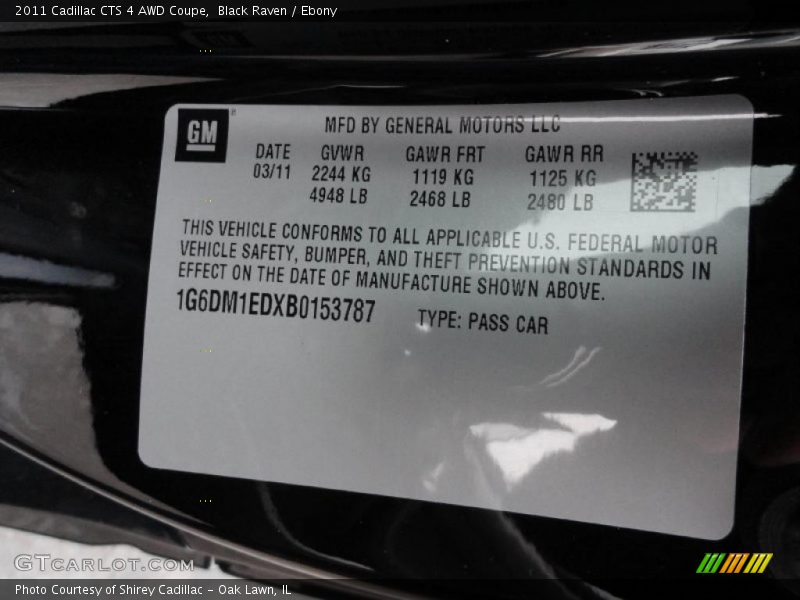 2011 Cadillac CTS 4 AWD Coupe, Black Raven / Ebony
GM
MFD BY GENERAL MOTORS LLC
DATE GVWR GAWR FRT GAWR RR
03/11 2244 KG 1119 KG 1125 KG
4948 LB 2468 LB 2480 LB
THIS VEHICLE CONFORMS TO ALL APPLICABLE U.S. FEDERAL MOTOR
VEHICLE SAFETY, BUMPER, AND THEFT PREVENTION STANDARDS IN
EFFECT ON THE DATE OF MANUFACTURE SHOWN ABOVE.
1G6DM1EDXB0153787 TYPE: PASS CAR
GTCARLOT.COM
Photo Courtesy of Shirey Cadillac - Oak Lawn, IL